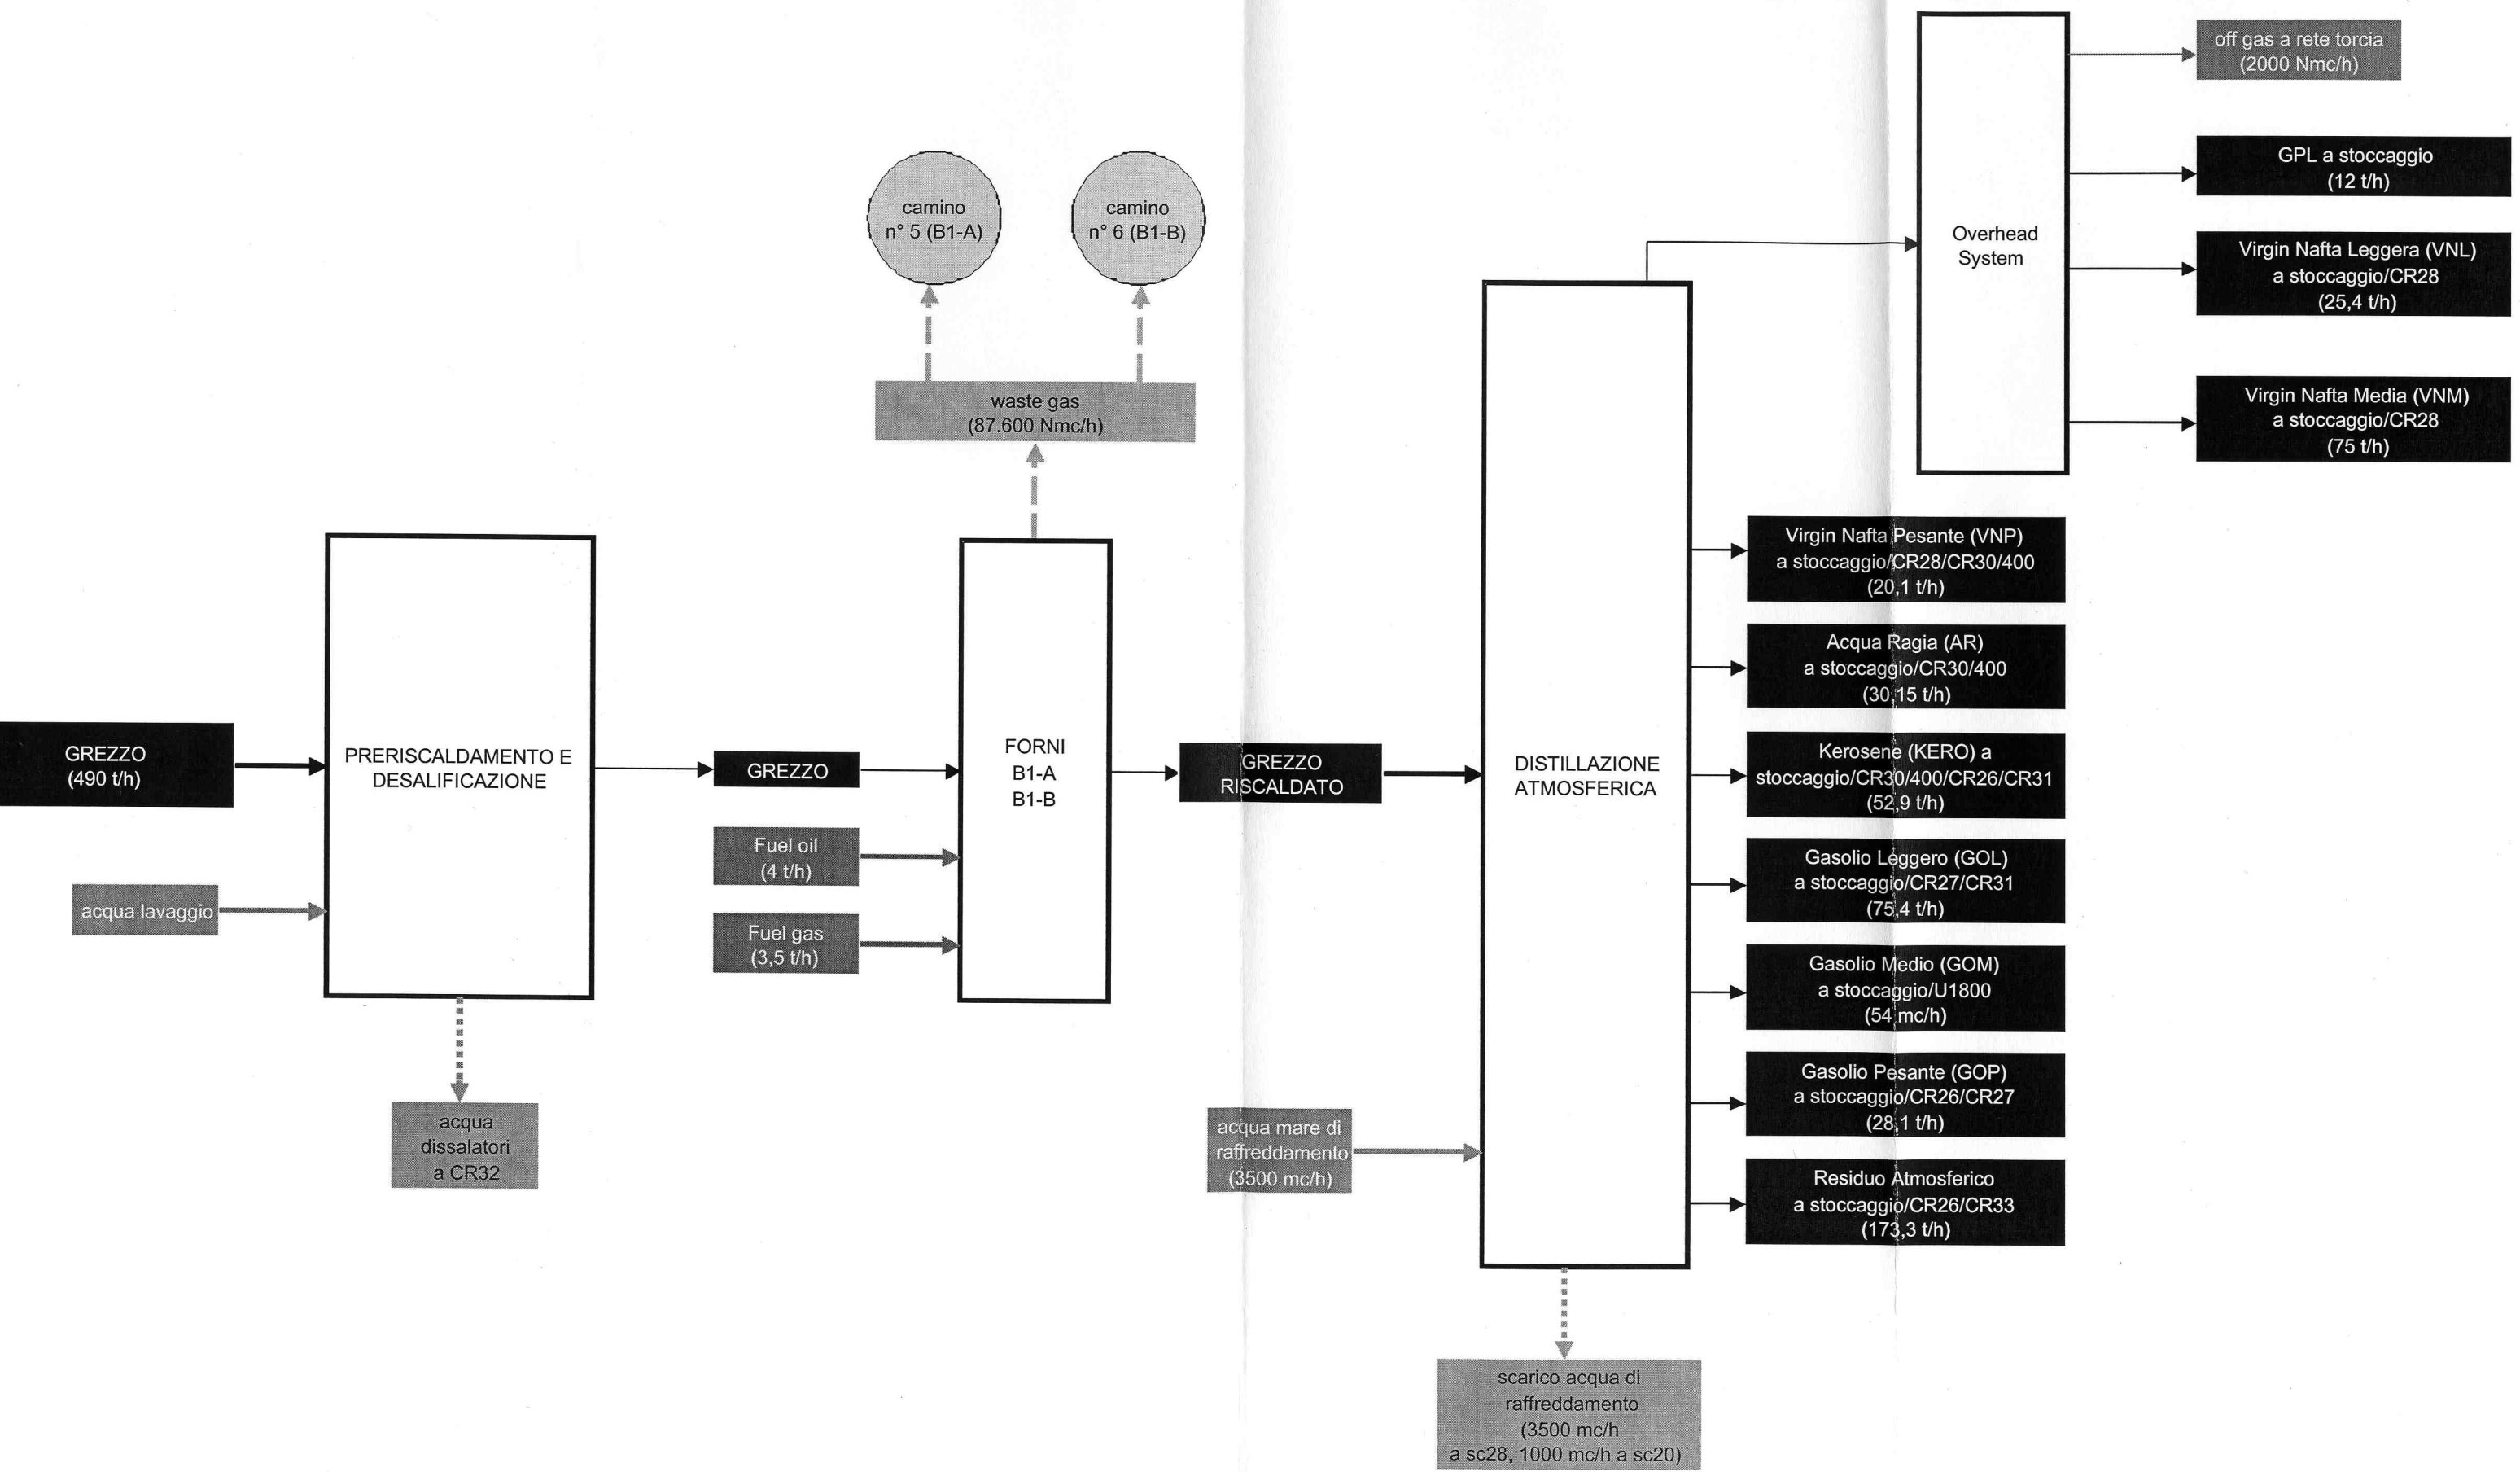 off gas a rete torcia
(2000 Nmc/h)
GPL a stoccaggio
(12 t/h)
camino
n° 5 (B1-A)
camino
n° 6 (B1-B)
Overhead
System
Virgin Nafta Leggera (VNL)
a stoccaggio/CR28
(25,4 t/h)
waste gas
(87.600 Nmc/h)
Virgin Nafta Media (VNM)
a stoccaggio/CR28
(75 t/h)
Virgin Nafta Pesante (VNP)
a stoccaggio/CR28/CR30/400
(20,1 t/h)
Acqua Ragia (AR)
a stoccaggio/CR30/400
(30,15 t/h)
GREZZO
(490 t/h)
PRERISCALDAMENTO E
DESALIFICAZIONE
GREZZO
FORNI
B1-A
B1-B
GREZZO
RISCALDATO
DISTILLAZIONE
ATMOSFERICA
Kerosene (KERO) a
stoccaggio/CR30/400/CR26/CR31
(52,9 t/h)
Fuel oil
(4 t/h)
Gasolio Leggero (GOL)
a stoccaggio/CR27/CR31
(75,4 t/h)
acqua lavaggio
Fuel gas
(3,5 t/h)
Gasolio Medio (GOM)
a stoccaggio/U1800
(54 mc/h)
Gasolio Pesante (GOP)
a stoccaggio/CR26/CR27
(28,1 t/h)
acqua
dissalatori
a CR32
acqua mare di
raffreddamento
(3500 mc/h)
Residuo Atmosferico
a stoccaggio/CR26/CR33
(173,3 t/h)
scarico acqua di
raffreddamento
(3500 mc/h
a sc28, 1000 mc/h a sc20)